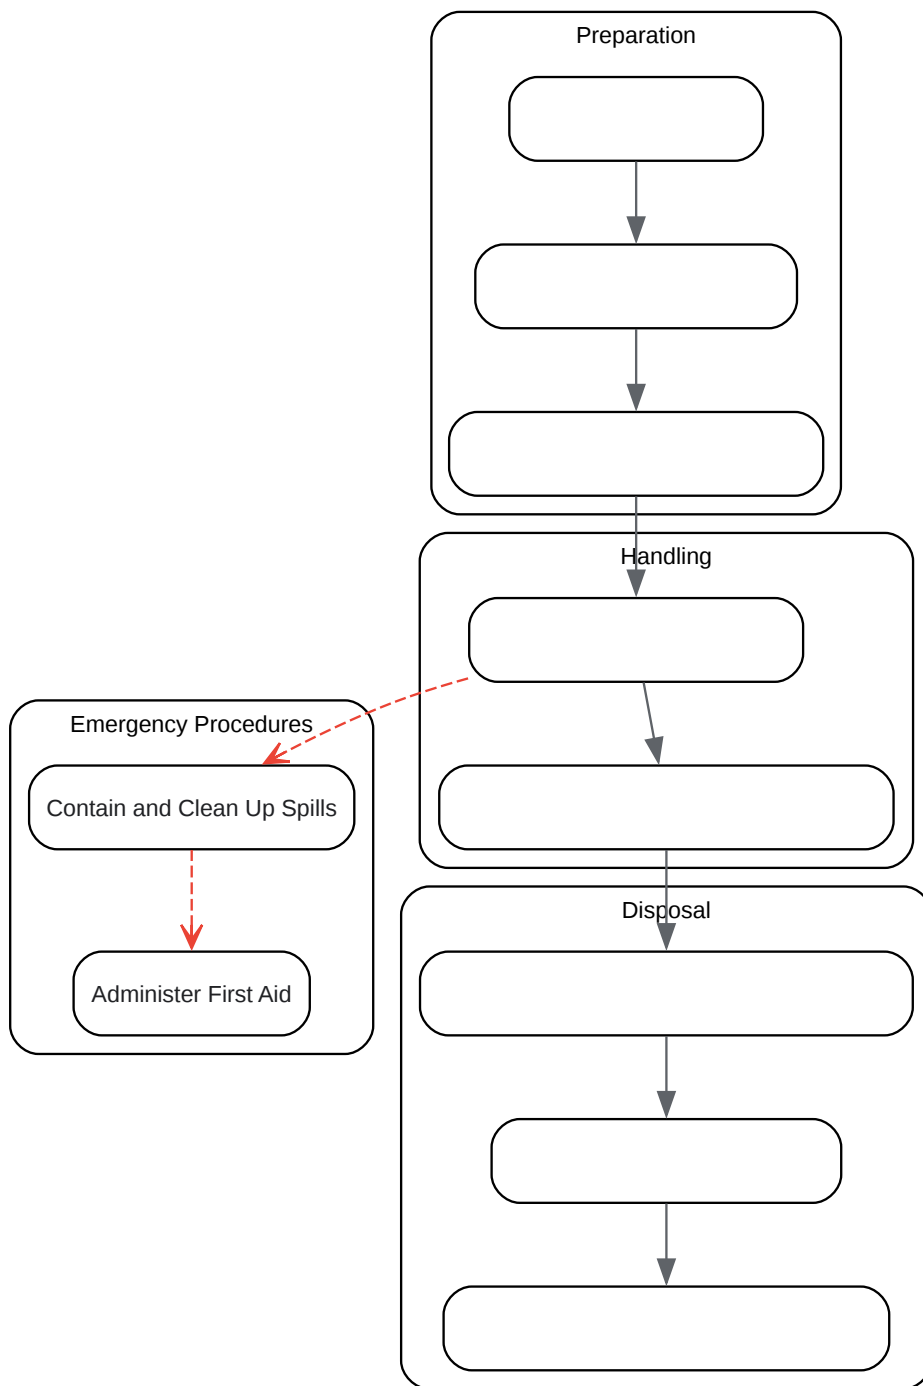 Preparation
Handling
Emergency Procedures
Contain and Clean Up Spills
Administer First Aid
Disposal